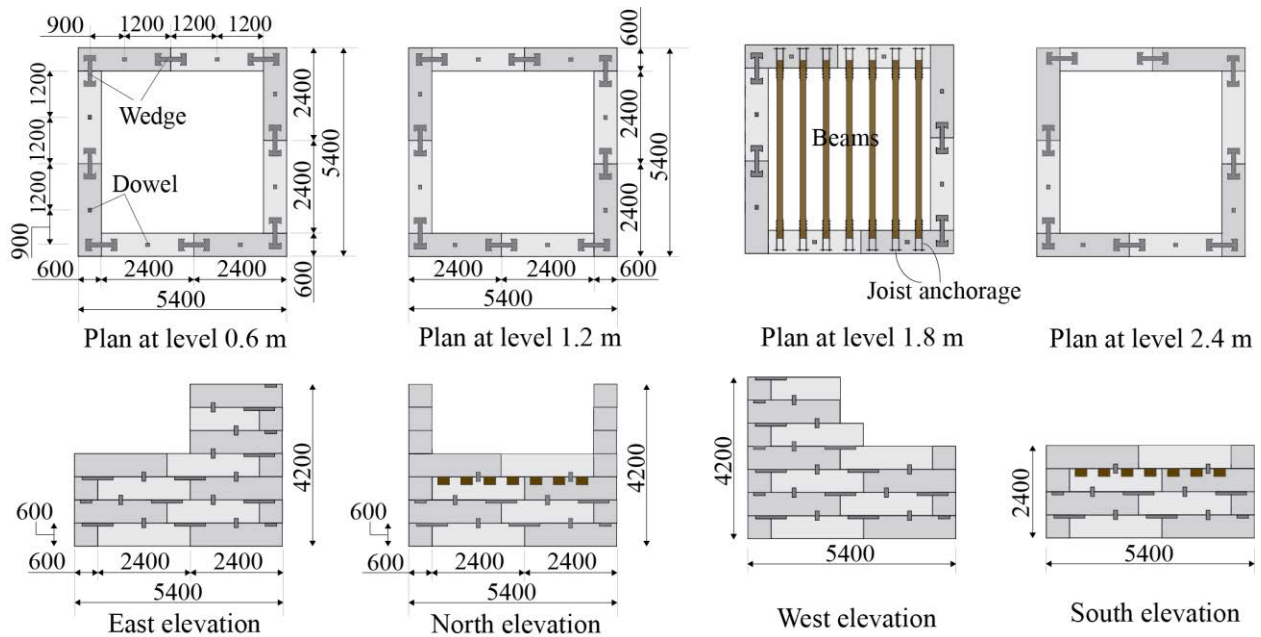 900 1200 1200 1200
1200
1200
1200
900
Wedge
Dowel
2400
2400
5400
600
600 2400 2400
5400
Plan at level 0.6 m
600
2400
2400
5400
600
2400 2400
5400
Plan at level 1.2 m
Beams
Joist anchorage
Plan at level 1.8 m
Plan at level 2.4 m
4200
600
600 2400 2400
5400
East elevation
4200
600
600 2400 2400
5400
North elevation
4200
5400
West elevation
2400
5400
South elevation